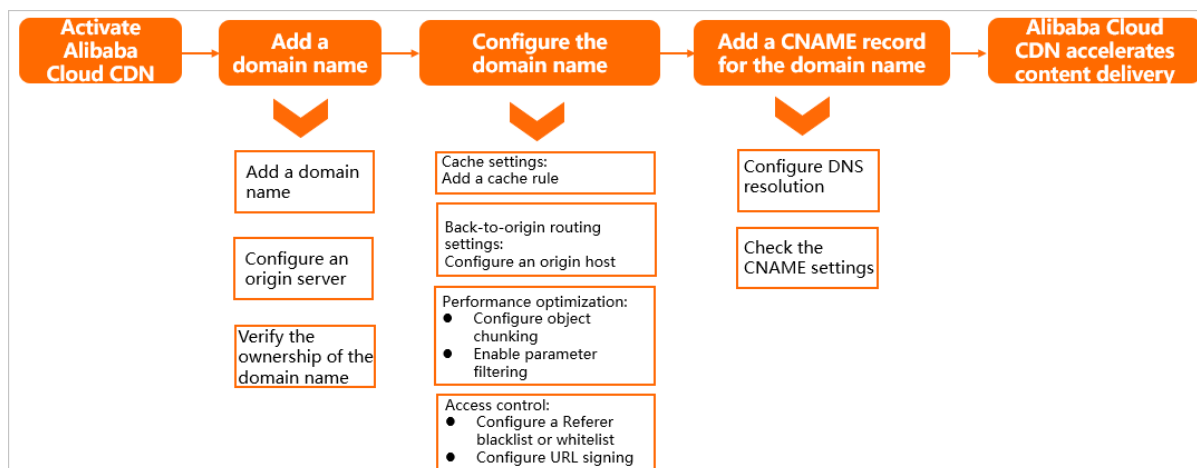 Activate
Alibaba
Cloud CDN
Add a
domain name
Configure the
domain name
Add a CNAME record
for the domain name
Alibaba Cloud
CDN accelerates
content delivery
Add a domain
name
Configure an
origin server
Verify the
ownership of the
domain name
Cache settings:
Add a cache rule
Back-to-origin routing
settings:
Configure an origin host
Performance optimization:
● Configure object
chunking
● Enable parameter
filtering
Access control:
● Configure a Referer
blacklist or whitelist
● Configure URL signing
Configure DNS
resolution
Check the
CNAME settings